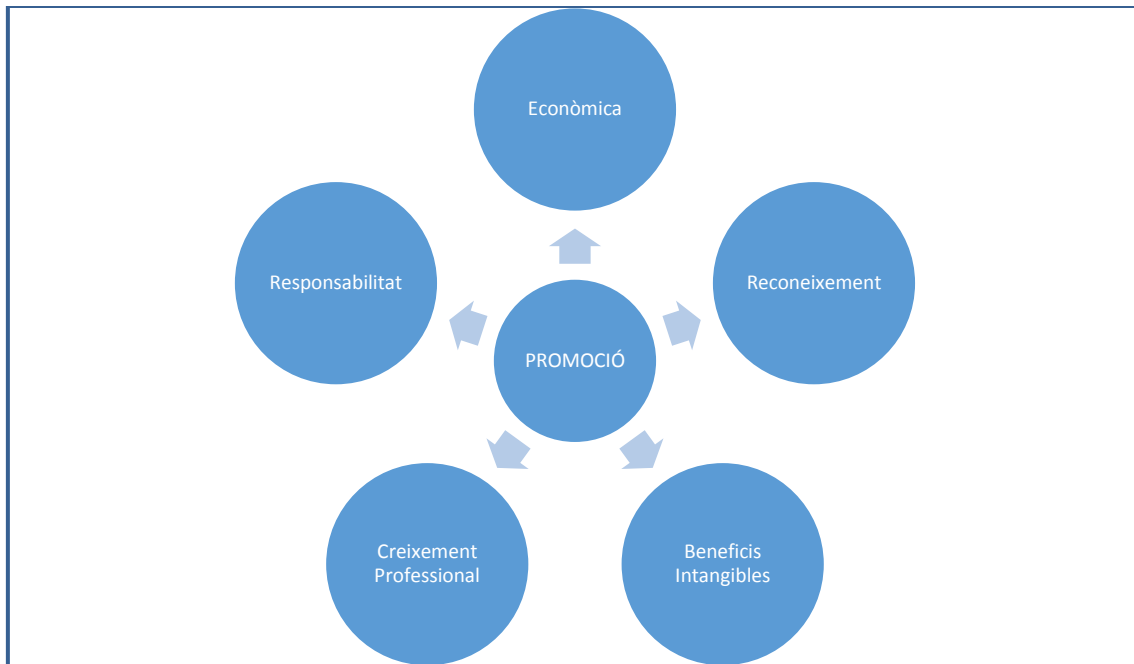 Econòmica
Responsabilitat
Reconeixement
PROMOCIÓ
Creixement
Professional
Beneficis
Intangibles